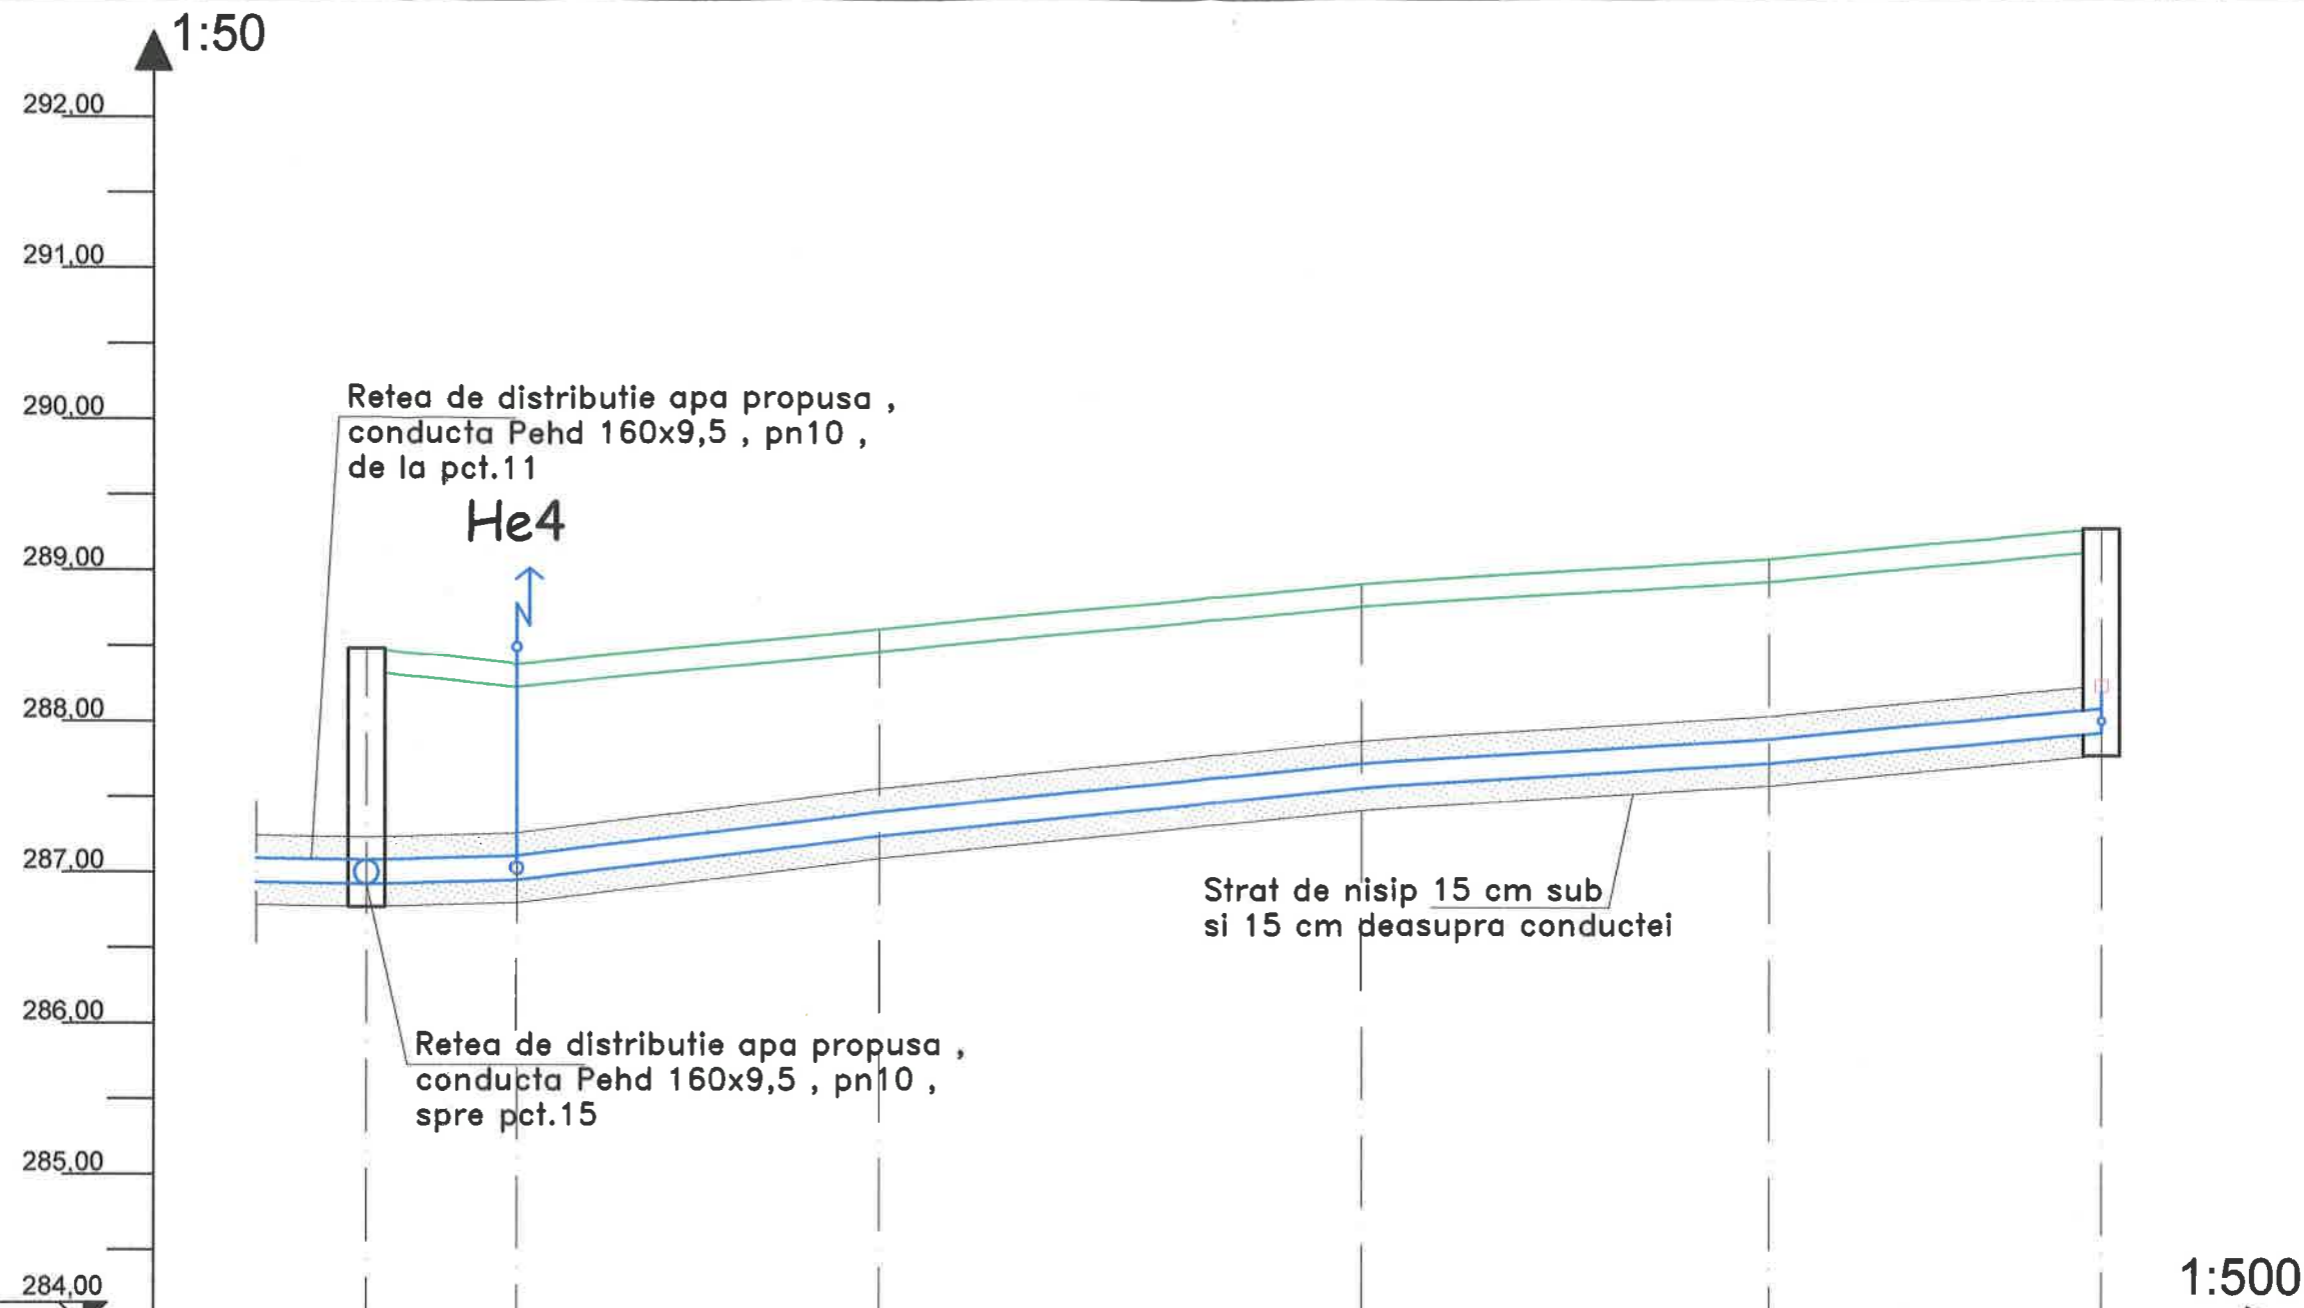 1:50
292,00
291,00
290,00
Retea de distributie apa propusa ,
conducta Pehd 160x9,5 , pn10 ,
de la pct.11
He4
289,00
288,00
287,00
Strat de nisip 15 cm sub
si 15 cm deasupra conductei
286,00
Retea de distributie apa propusa ,
conducta Pehd 160x9,5 , pn10 ,
spre pct.15
285,00
284,00
1:500